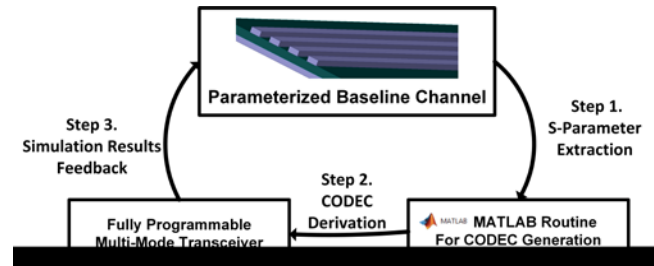 Parameterized Baseline Channel
Step 1.
S-Parameter
Extraction
Step 3.
Simulation Results
Feedback
Step 2.
CODEC
Derivation
Fully Programmable
Multi-Mode Transceiver
MATLAB MATLAB Routine
For CODEC Generation